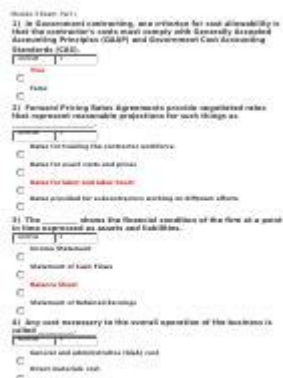 1) In Government contracting, one criterion for cost allowability is
that the contractor's costs must comply with Generally Accepted
Accounting Principles (GAAP) and Government Cost Accounting
Standards (CAS).
True
False
2) Forward Pricing Rates Agreements provide negotiated rates
that represent reasonable projections for such things as
Rates for training the contractor workforce
Rates for exact costs and prices
Rates for labor and labor hours
Rates provided for subcontractors working on different efforts
3) The ________ shows the financial condition of the firm at a point
in time expressed as assets and liabilities.
Income Statement
Statement of Cash Flows
Balance Sheet
Statement of Retained Earnings
4) Any cost necessary to the overall operation of the business is
called ________.
General and administrative (G&A) cost
Direct materials cost